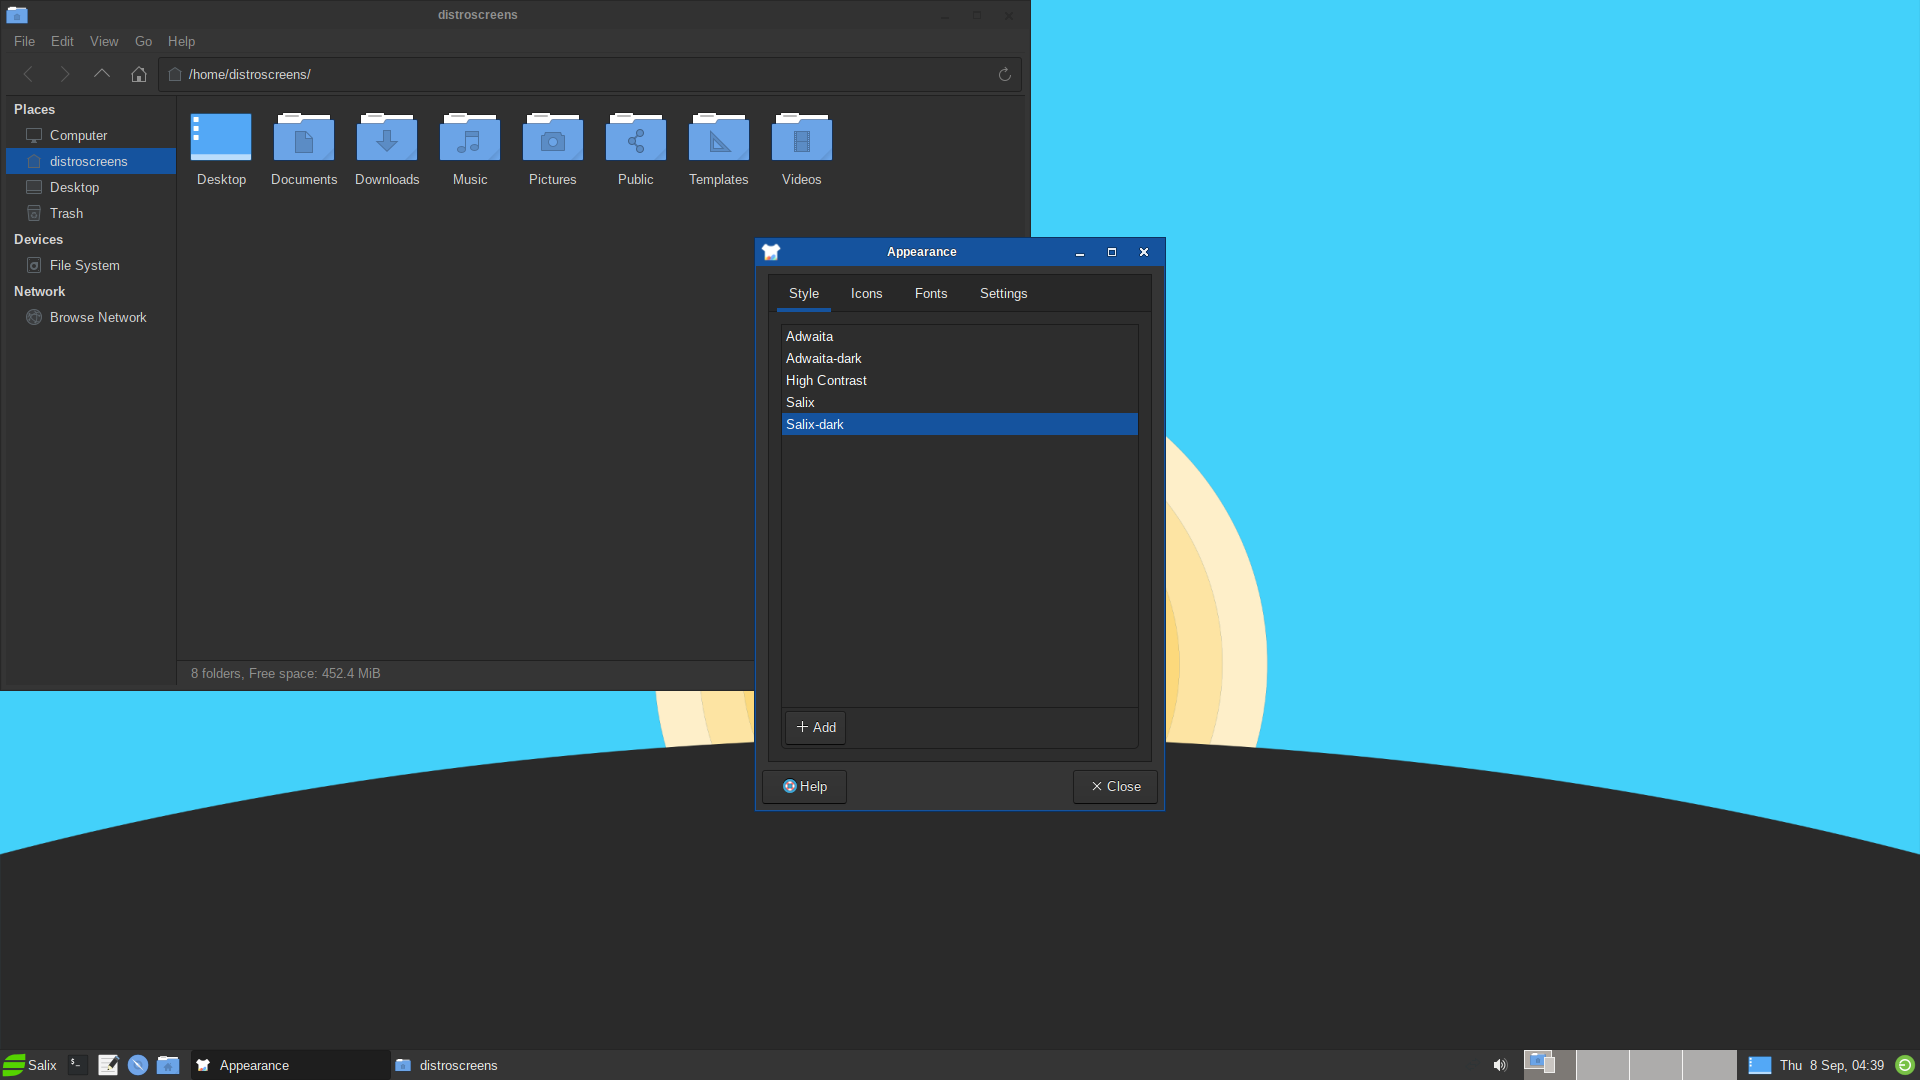 distroscreens
File Edit View Go Help
/home/distroscreens/
Places
Computer
distroscreens
Desktop
Trash
Devices
File System
Network
Browse Network
Desktop Documents Downloads Music Pictures Public Templates Videos
8 folders, Free space: 452.4 MiB
Appearance
Style Icons Fonts Settings
Adwaita
Adwaita-dark
High Contrast
Salix
Salix-dark
Add
Help Close
Salix $- Appearance distroscreens Thu 8 Sep, 04:39